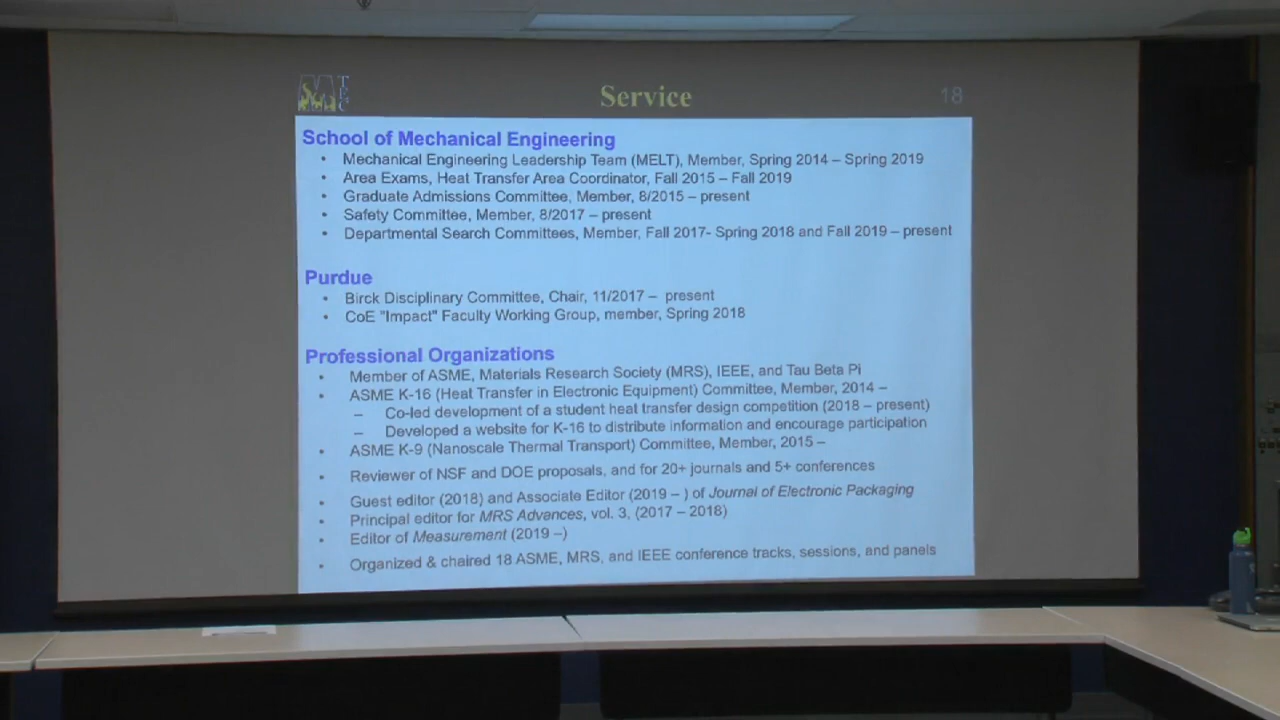 Service
18
School of Mechanical Engineering
• Mechanical Engineering Leadership Team (MELT), Member, Spring 2014 – Spring 2019
• Area Exams, Heat Transfer Area Coordinator, Fall 2015 – Fall 2019
• Graduate Admissions Committee, Member, 8/2015 – present
• Safety Committee, Member, 8/2017 – present
• Departmental Search Committees, Member, Fall 2017- Spring 2018 and Fall 2019 – present
Purdue
• Birck Disciplinary Committee, Chair, 11/2017 – present
• CoE "Impact" Faculty Working Group, member, Spring 2018
Professional Organizations
• Member of ASME, Materials Research Society (MRS), IEEE, and Tau Beta Pi
• ASME K-16 (Heat Transfer in Electronic Equipment) Committee, Member, 2014 –
– Co-led development of a student heat transfer design competition (2018 – present)
– Developed a website for K-16 to distribute information and encourage participation
• ASME K-9 (Nanoscale Thermal Transport) Committee, Member, 2015 –
• Reviewer of NSF and DOE proposals, and for 20+ journals and 5+ conferences
• Guest editor (2018) and Associate Editor (2019 – ) of Journal of Electronic Packaging
• Principal editor for MRS Advances, vol. 3, (2017 – 2018)
• Editor of Measurement (2019 –)
• Organized & chaired 18 ASME, MRS, and IEEE conference tracks, sessions, and panels